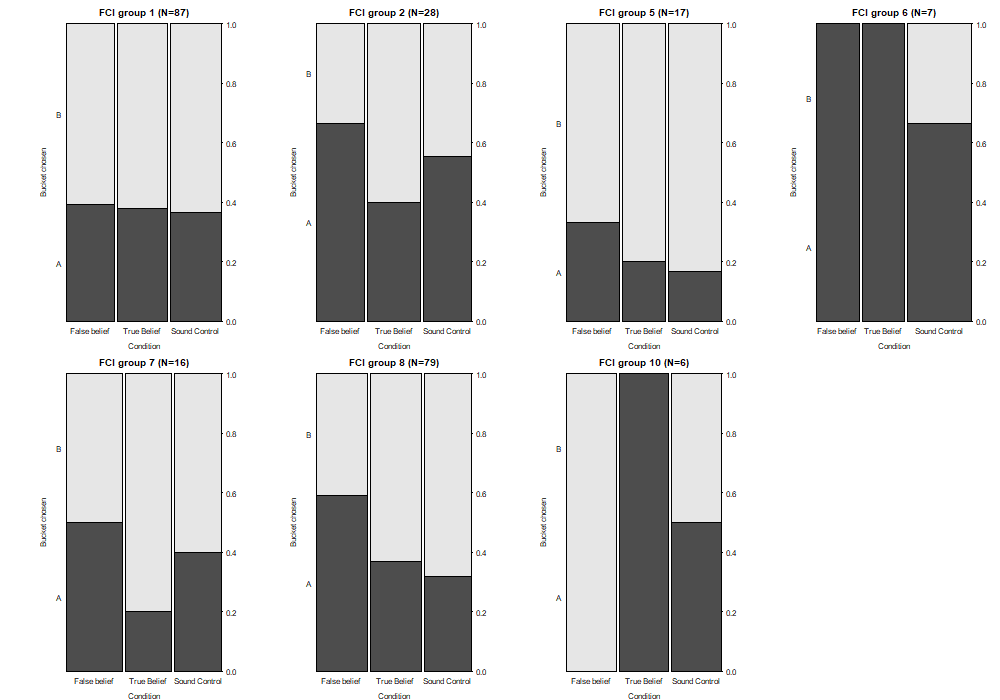 FCI group 1 (N=87)
Bucket chosen
B
A
1.0
0.8
0.6
0.4
0.2
0.0
False belief True Belief Sound Control
Condition
FCI group 2 (N=28)
Bucket chosen
B
A
1.0
0.8
0.6
0.4
0.2
0.0
False belief True Belief Sound Control
Condition
FCI group 5 (N=17)
Bucket chosen
B
A
1.0
0.8
0.6
0.4
0.2
0.0
False belief True Belief Sound Control
Condition
FCI group 6 (N=7)
Bucket chosen
B
A
1.0
0.8
0.6
0.4
0.2
0.0
False belief True Belief Sound Control
Condition
FCI group 7 (N=16)
Bucket chosen
B
A
1.0
0.8
0.6
0.4
0.2
0.0
False belief True Belief Sound Control
Condition
FCI group 8 (N=79)
Bucket chosen
B
A
1.0
0.8
0.6
0.4
0.2
0.0
False belief True Belief Sound Control
Condition
FCI group 10 (N=6)
Bucket chosen
B
A
1.0
0.8
0.6
0.4
0.2
0.0
False belief True Belief Sound Control
Condition